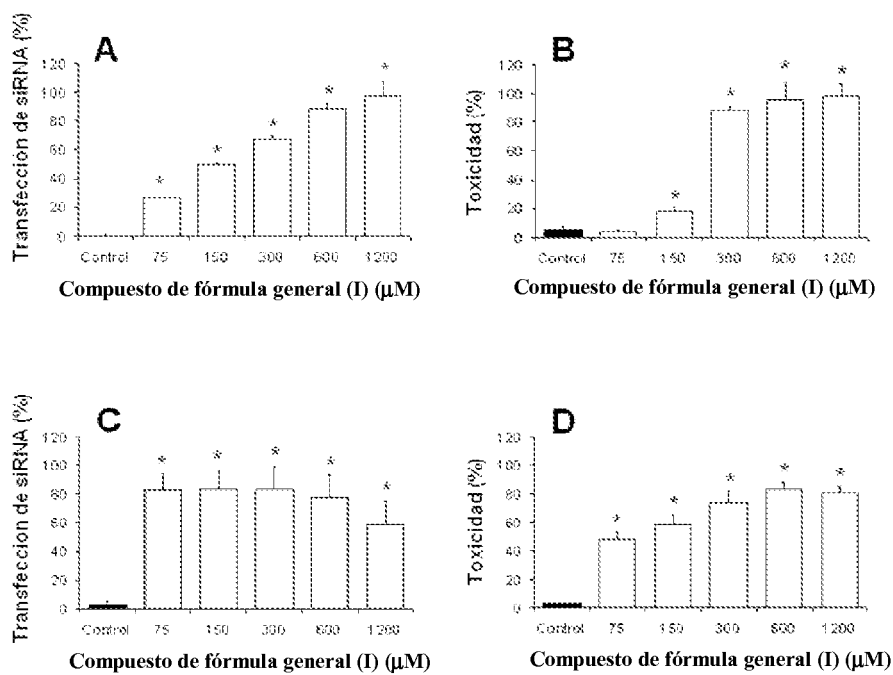 A
Transfección de siRNA (%)
120
100
80
60
40
20
0
* * * * *
Control 75 150 300 600 1200
Compuesto de fórmula general (I) (μM)
B
Toxicidad (%)
120
100
80
60
40
20
0
* * * *
Control 75 150 300 600 1200
Compuesto de fórmula general (I) (μM)
C
Transfeccion de siRNA (%)
120
100
80
60
40
20
0
* * * * *
Control 75 150 300 600 1200
Compuesto de fórmula general (I) (μM)
D
Toxicidad (%)
120
100
80
60
40
20
0
* * * * *
Control 75 150 300 600 1200
Compuesto de fórmula general (I) (μM)